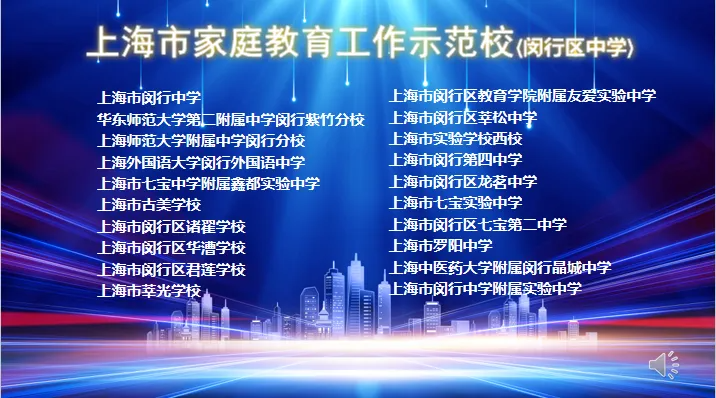 上海市家庭教育工作示范校(闵行区中学)
上海市闵行中学
华东师范大学第二附属中学闵行紫竹分校
上海师范大学附属中学闵行分校
上海外国语大学闵行外国语中学
上海市七宝中学附属鑫都实验中学
上海市古美学校
上海市闵行区诸翟学校
上海市闵行区华漕学校
上海市闵行区君莲学校
上海市莘光学校
上海市闵行区教育学院附属友爱实验中学
上海市闵行区莘松中学
上海市实验学校西校
上海市闵行第四中学
上海市闵行区龙茗中学
上海市七宝实验中学
上海市闵行区七宝第二中学
上海市罗阳中学
上海中医药大学附属闵行晶城中学
上海市闵行中学附属实验中学